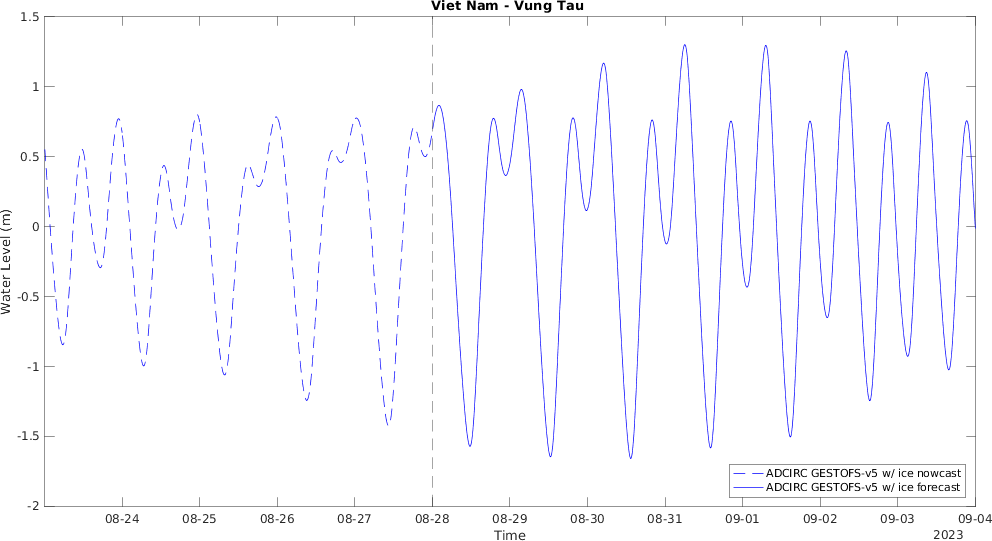 Viet Nam - Vung Tau
Water Level (m)
1.5
1
0.5
0
-0.5
-1
-1.5
-2
ADCIRC GESTOFS-v5 w/ ice nowcast
ADCIRC GESTOFS-v5 w/ ice forecast
08-24 08-25 08-26 08-27 08-28 08-29 08-30 08-31 09-01 09-02 09-03 09-04
Time
2023